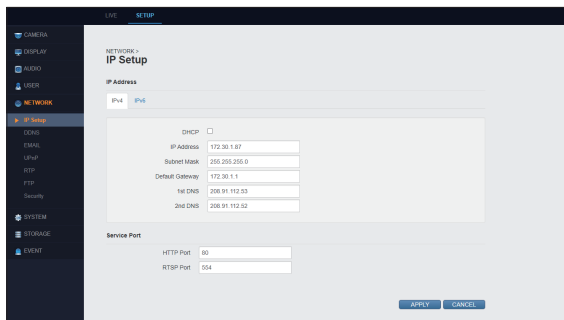 LIVE SETUP
CAMERA
DISPLAY
AUDIO
USER
NETWORK
IP Setup
DDNS
EMAIL
UPnP
RTP
FTP
Security
SYSTEM
STORAGE
EVENT
NETWORK >
IP Setup
IP Address
IPv4 IPv6
DHCP
IP Address 172.30.1.87
Subnet Mask 255.255.255.0
Default Gateway 172.30.1.1
1st DNS 208.91.112.53
2nd DNS 208.91.112.52
Service Port
HTTP Port 80
RTSP Port 554
APPLY CANCEL